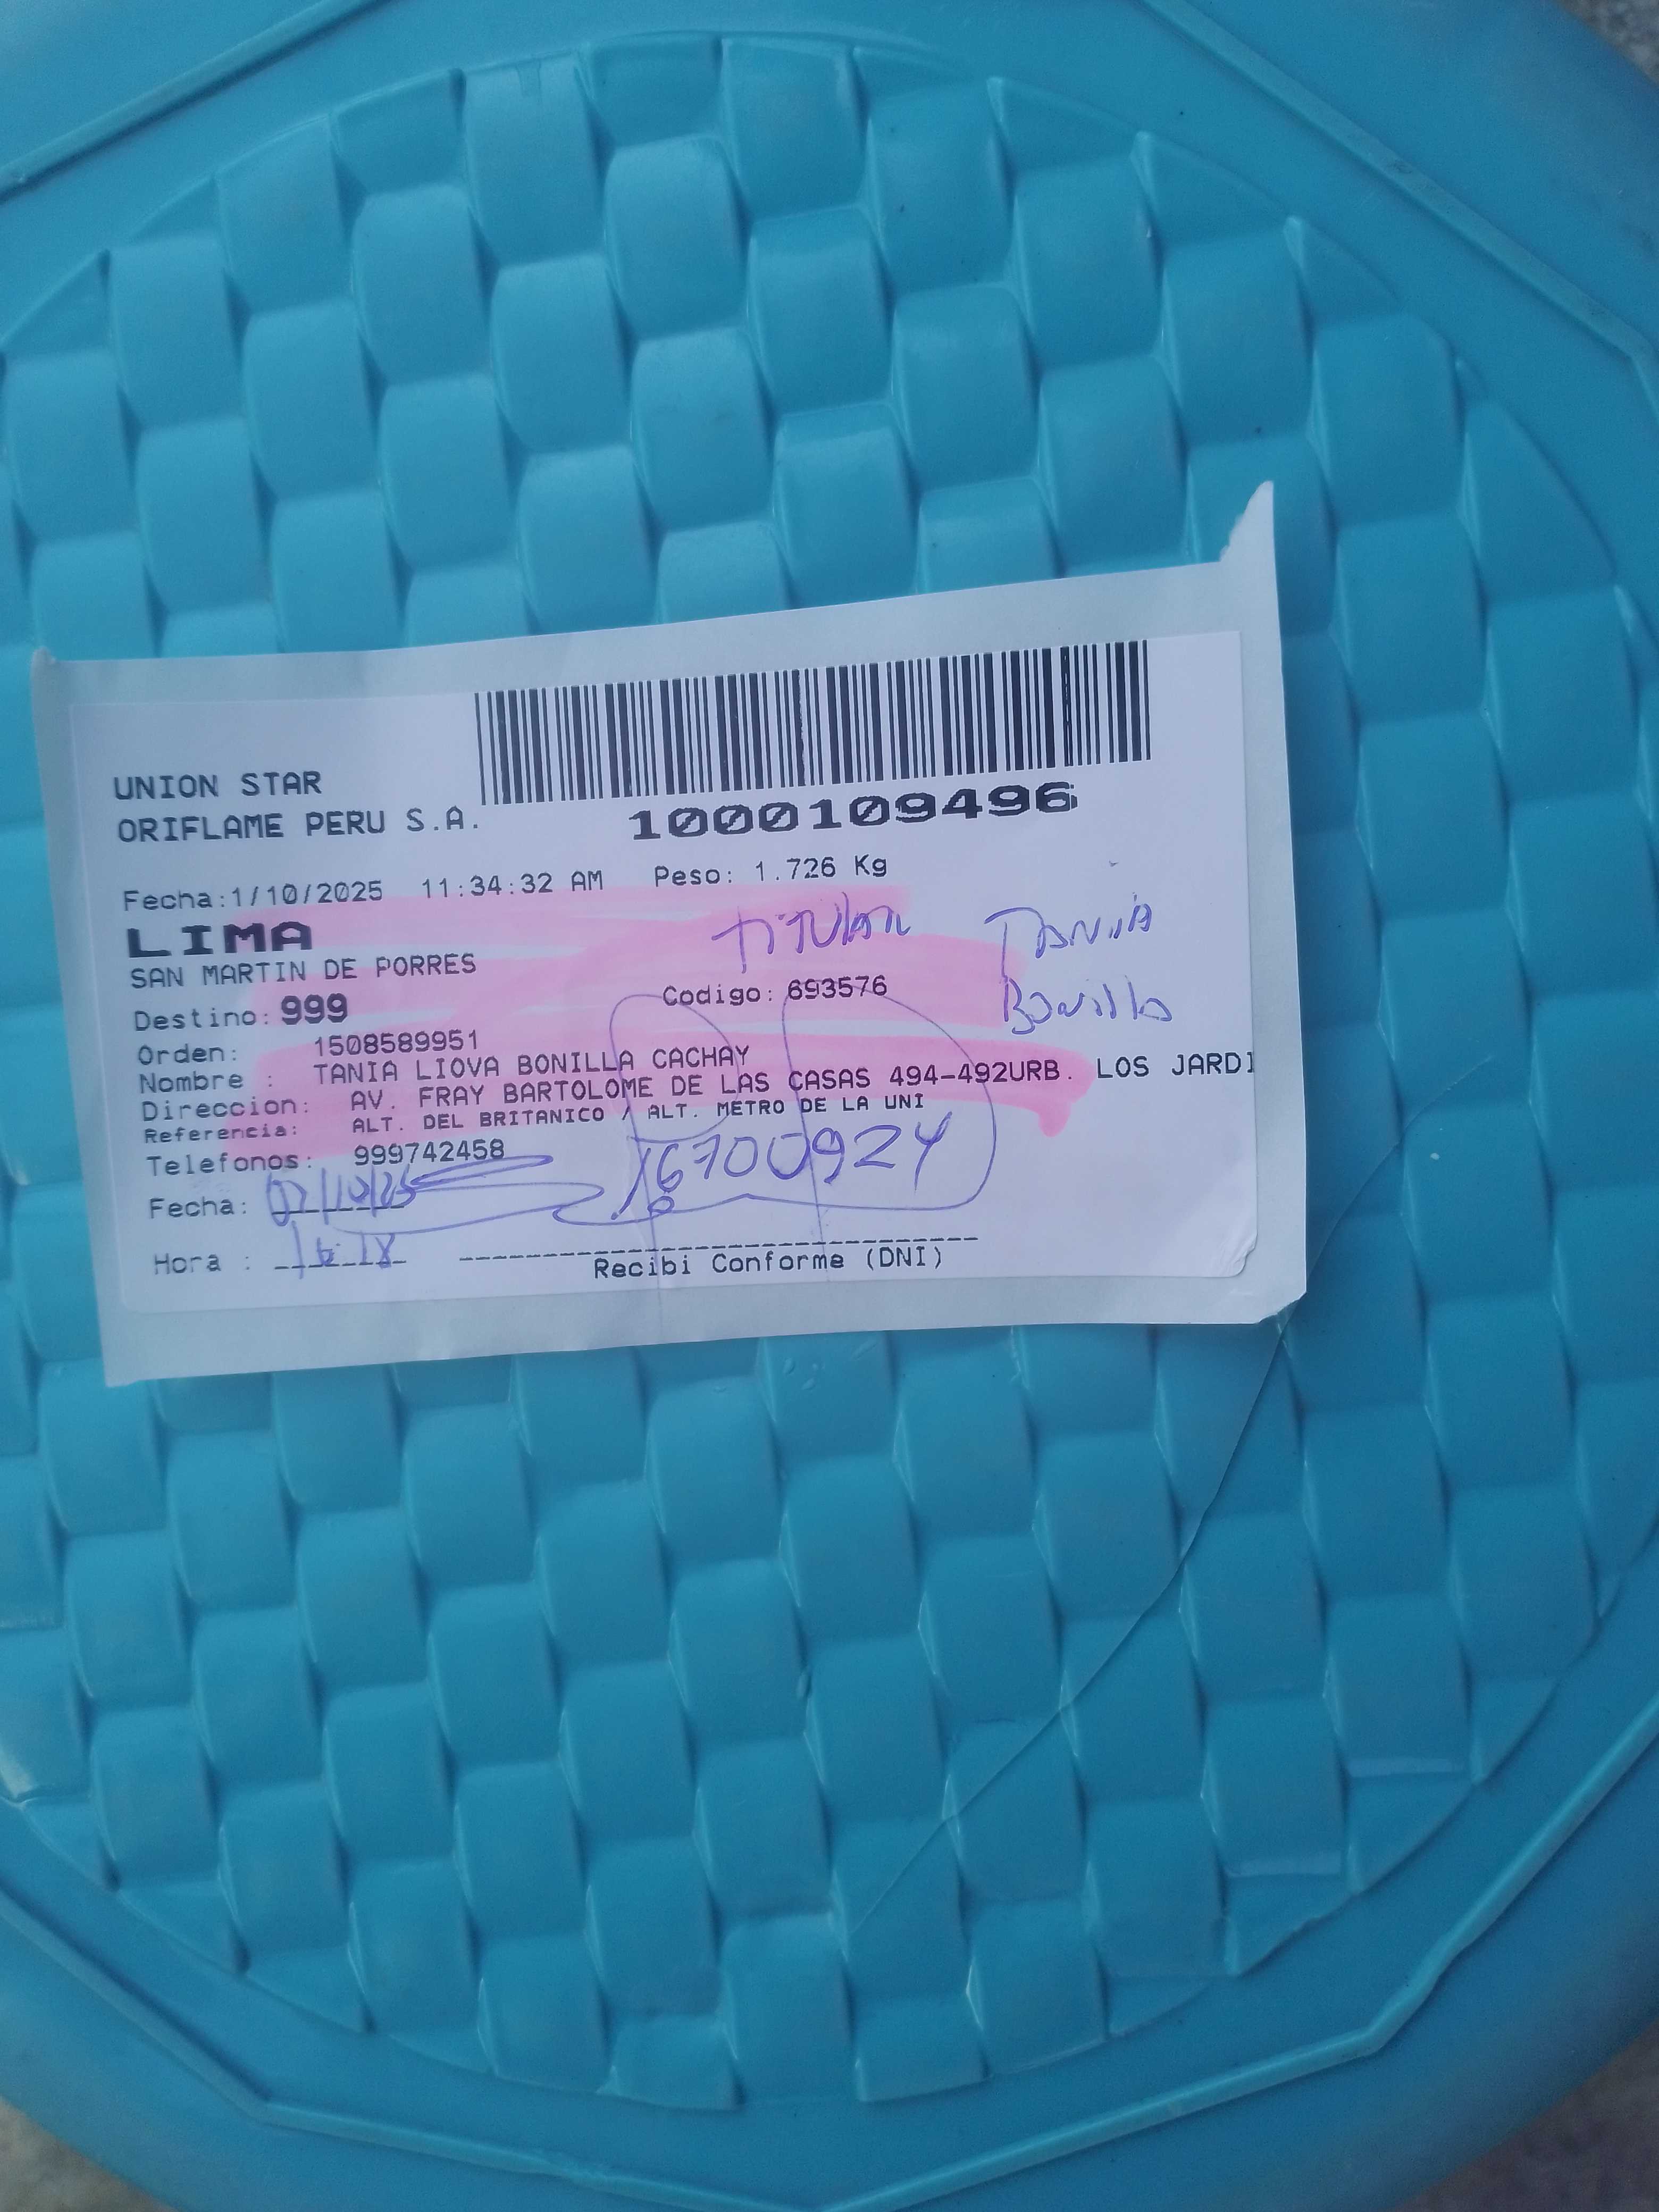 UNION STAR
ORIFLAME PERU S.A.
1000109496
Fecha:1/10/2025 11:34:32 AM Peso: 1.726 Kg
LIMA
Titular Tania
SAN MARTIN DE PORRES
Bonilla
Destino: 999 Codigo: 693576
Orden: 1508589951
Nombre : TANIA LIOVA BONILLA CACHAY
Direccion: AV. FRAY BARTOLOME DE LAS CASAS 494-492URB. LOS JARDI
Referencia: ALT. DEL BRITANICO / ALT. METRO DE LA UNI
Telefonos: 999742458
Fecha: 02/10/25
Hora :
Recibi Conforme (DNI)